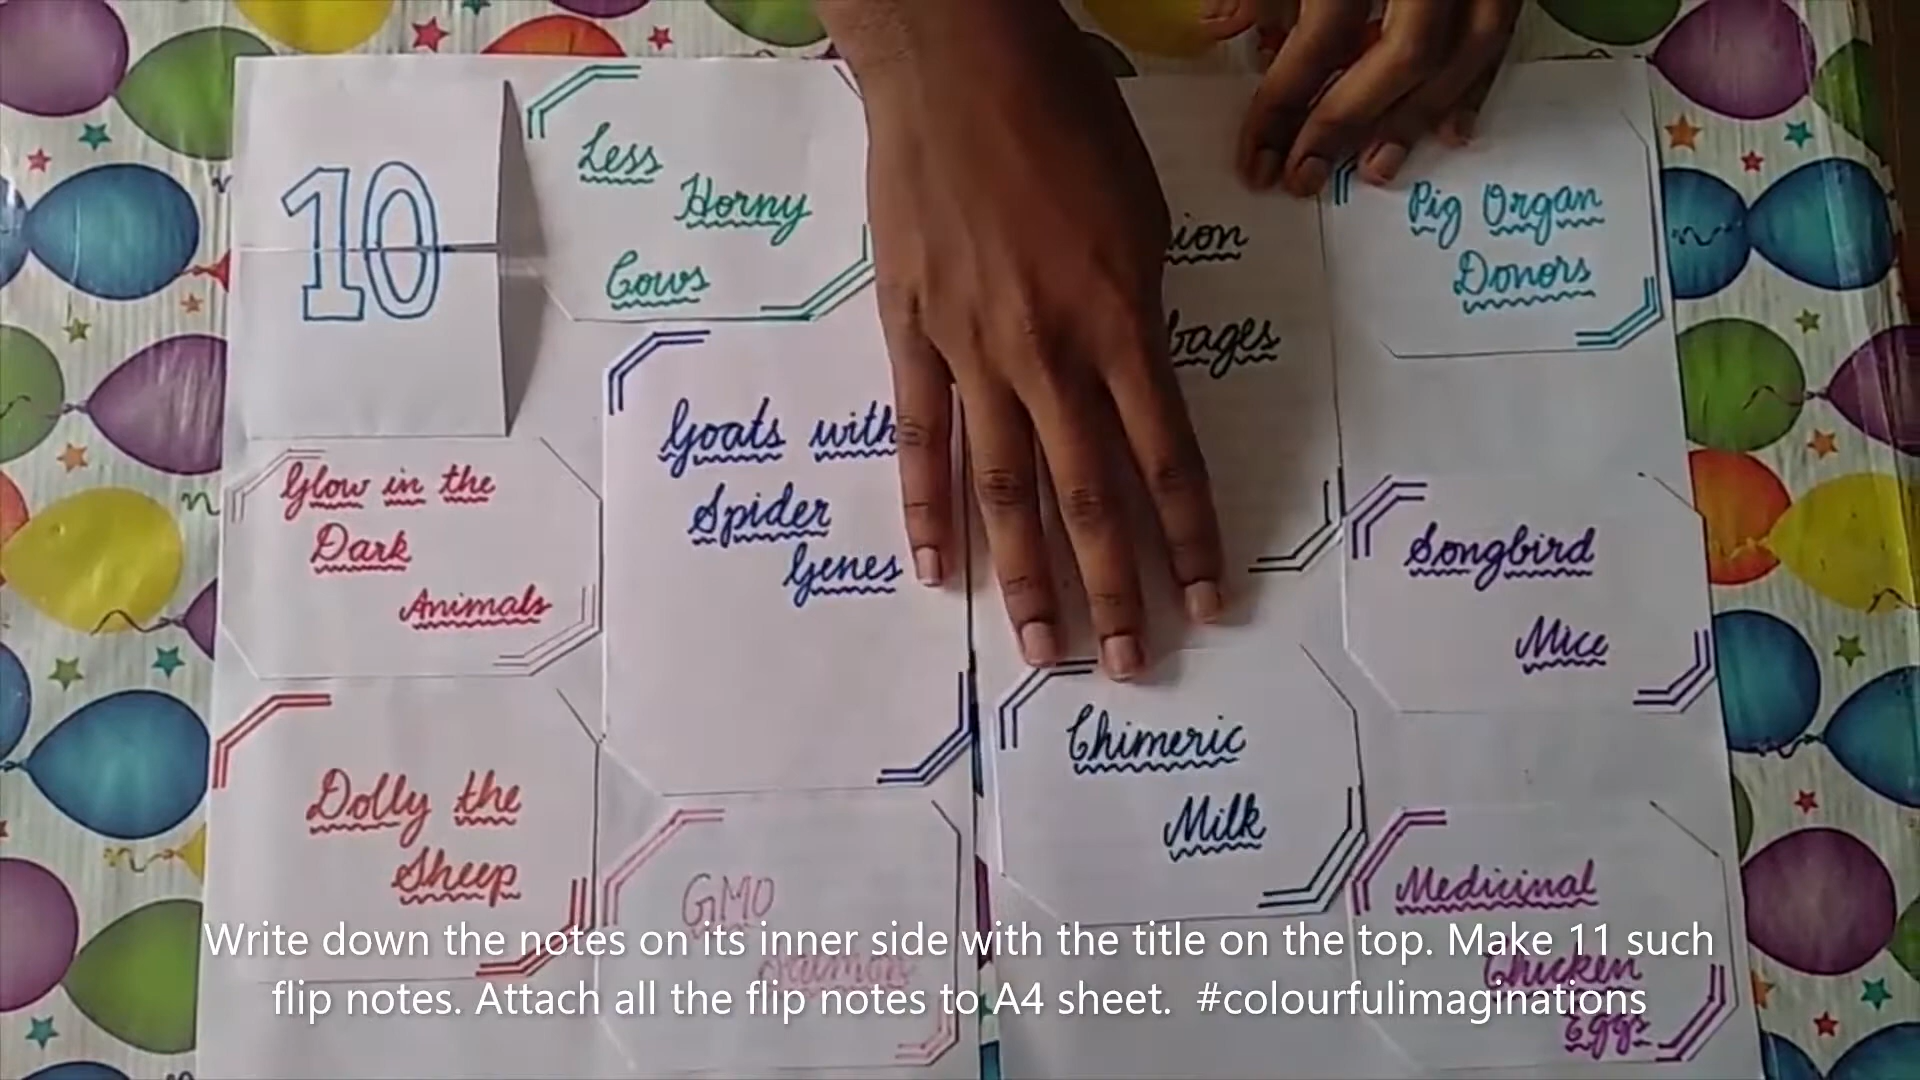 10
Less
Horny
Cows
Glow in the
Dark
Animals
Dolly the
Sheep
Goats with
Spider
Genes
GMO
Pig Organ
Donors
Songbird
Mice
Chimeric
Milk
Medicinal
Chicken
Eggs
Write down the notes on its inner side with the title on the top. Make 11 such
flip notes. Attach all the flip notes to A4 sheet. #colourfulimaginations